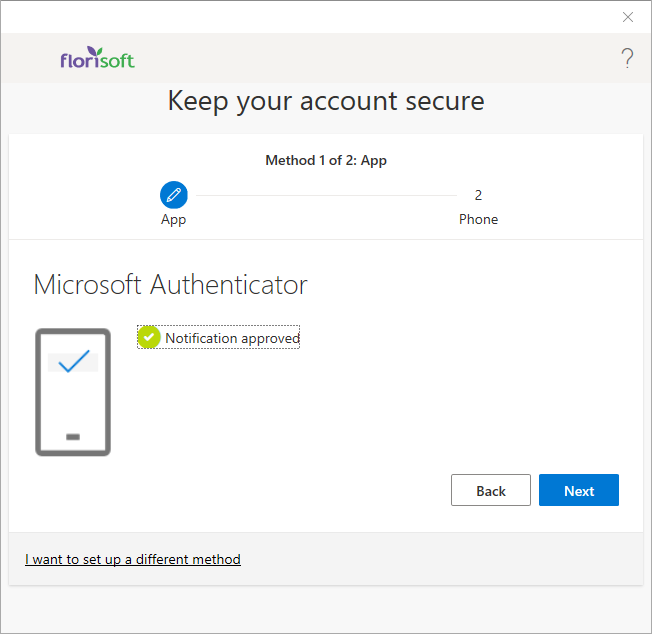 florisoft
?
Keep your account secure
Method 1 of 2: App
2
App
Phone
Microsoft Authenticator
Notification approved
Back
Next
I want to set up a different method